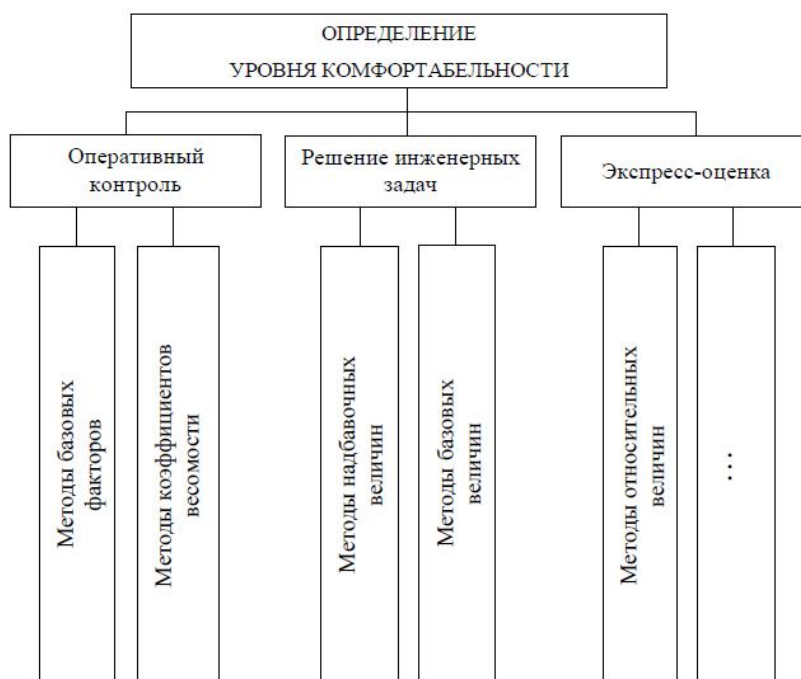 ОПРЕДЕЛЕНИЕ
УРОВНЯ КОМФОРТАБЕЛЬНОСТИ
Оперативный
контроль
Решение инженерных
задач
Экспресс-оценка
Методы базовых
факторов
Методы коэффициентов
весомости
Методы надбавочных
величин
Методы базовых
величин
Методы относительных
величин
...